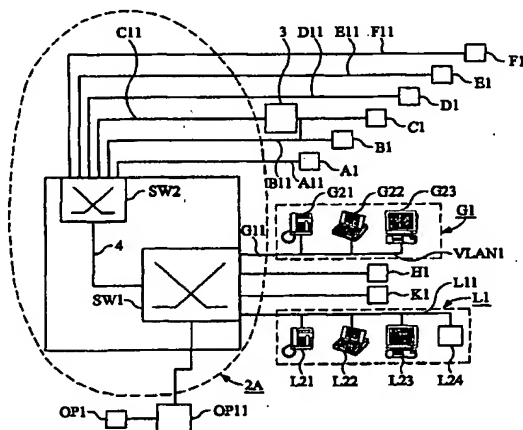 C11
3
D11
E11
F11
F1
E1
D1
C1
B1
A1
B11
A11
SW2
G21
G22
G23
G1
4
G11
VLAN1
H1
L11
L1
SW1
K1
L21
L22
L23
L24
2A
OP1
OP11